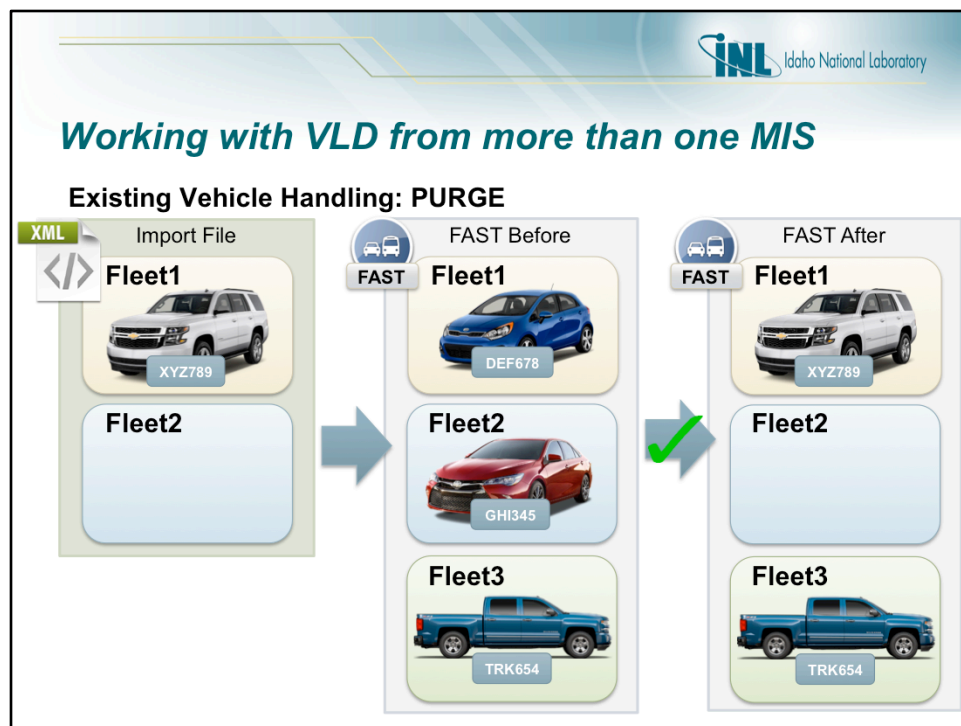 INL Idaho National Laboratory
Working with VLD from more than one MIS
Existing Vehicle Handling: PURGE
XML
</>
Import File
Fleet1
XYZ789
Fleet2
FAST
FAST Before
Fleet1
DEF678
Fleet2
GHI345
Fleet3
TRK654
FAST
FAST After
Fleet1
XYZ789
Fleet2
Fleet3
TRK654